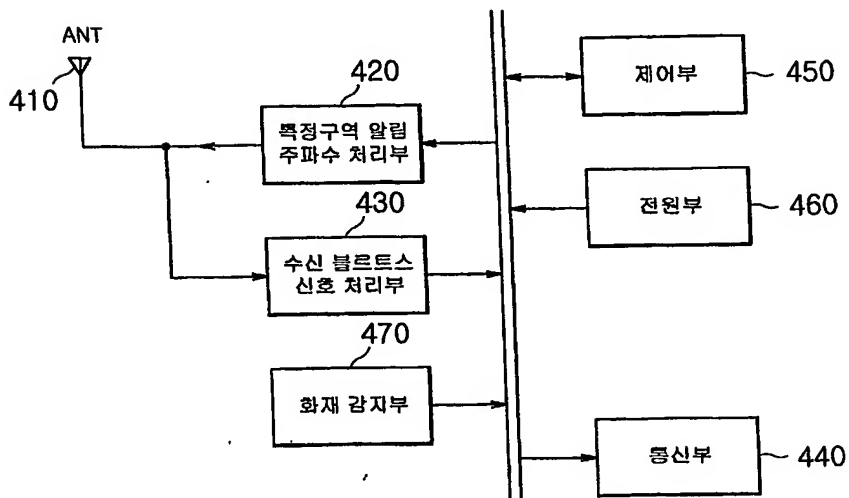 ANT
410
420
특정구역 알림
주파수 처리부
430
수신 블르트스
신호 처리부
470
화재 감지부
제어부
450
전원부
460
통신부
440